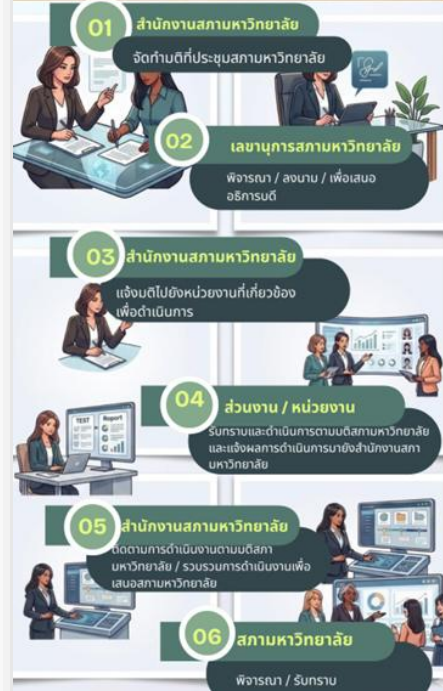 01
สำนักงานสภามหาวิทยาลัย
จัดทำมติที่ประชุมสภามหาวิทยาลัย
02
เลขานุการสภามหาวิทยาลัย
พิจารณา / ลงนาม / เพื่อเสนอ
อธิการบดี
03
สำนักงานสภามหาวิทยาลัย
แจ้งมติไปยังหน่วยงานที่เกี่ยวข้อง
เพื่อดำเนินการ
04
ส่วนงาน / หน่วยงาน
รับทราบและดำเนินการตามมติสภามหาวิทยาลัย
และแจ้งผลการดำเนินการมายังสำนักงานสภา
มหาวิทยาลัย
TEST
Report
05
สำนักงานสภามหาวิทยาลัย
ติดตามการดำเนินงานตามมติสภา
มหาวิทยาลัย / รวบรวมการดำเนินงานเพื่อ
เสนอสภามหาวิทยาลัย
06
สภามหาวิทยาลัย
พิจารณา / รับทราบ